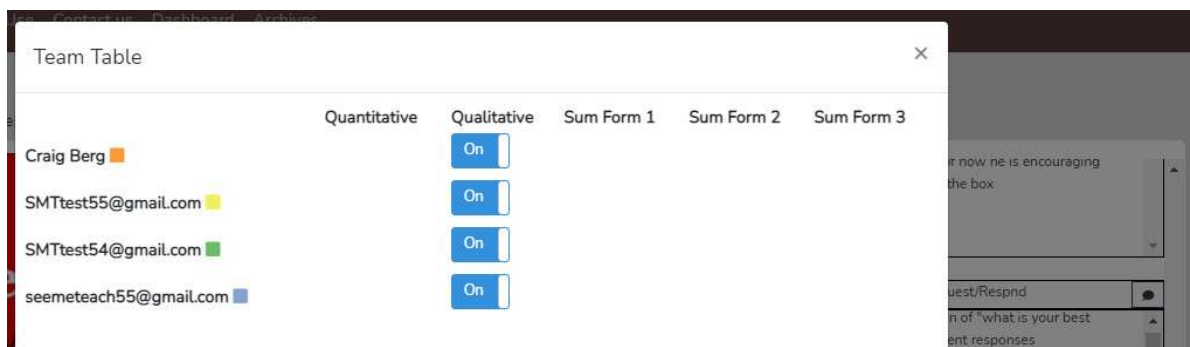 Use Contact us Dashboard Archives
Team Table
×
Quantitative Qualitative Sum Form 1 Sum Form 2 Sum Form 3
Craig Berg On
SMTtest55@gmail.com On
SMTtest54@gmail.com On
seemeteach55@gmail.com On
now he is encouraging
the box
uest/Respnd
n of "what is your best
ent responses